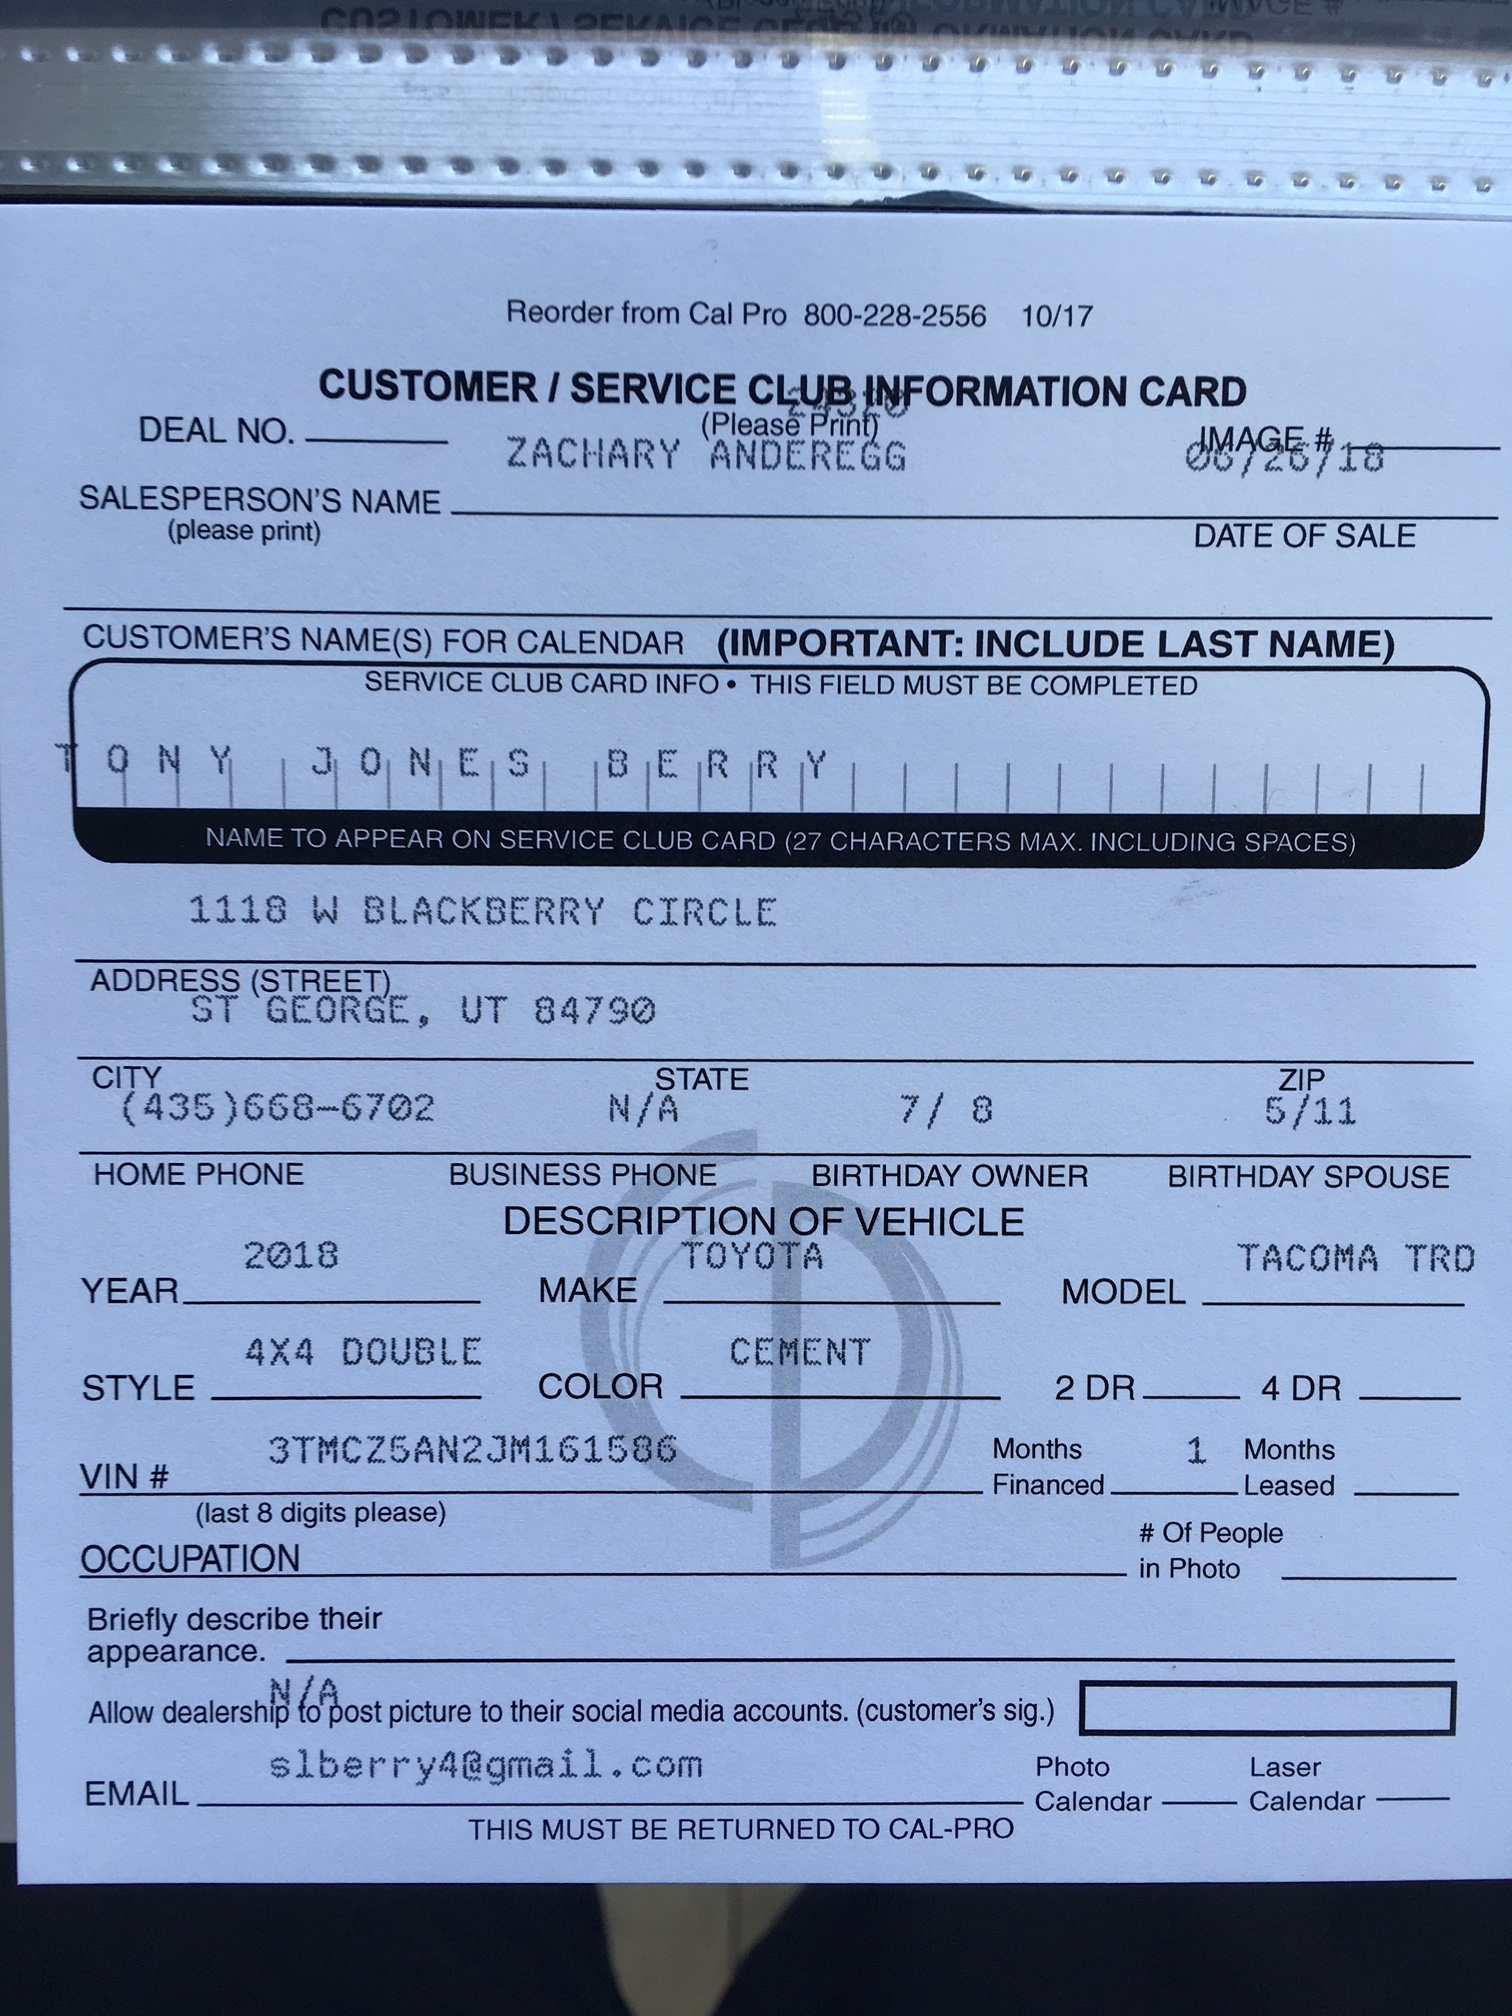 Reorder from Cal Pro 800-228-2556 10/17
CUSTOMER / SERVICE CLUB INFORMATION CARD
(Please Print)
DEAL NO. IMAGE #
ZACHARY ANDEREGG 06/26/18
SALESPERSON'S NAME
(please print) DATE OF SALE
CUSTOMER'S NAME(S) FOR CALENDAR (IMPORTANT: INCLUDE LAST NAME)
SERVICE CLUB CARD INFO • THIS FIELD MUST BE COMPLETED
TONY JONES BERRY
NAME TO APPEAR ON SERVICE CLUB CARD (27 CHARACTERS MAX. INCLUDING SPACES)
1118 W BLACKBERRY CIRCLE
ADDRESS (STREET)
ST GEORGE, UT 84790
CITY STATE ZIP
(435)668-6702 N/A 7/ 8 5/11
HOME PHONE BUSINESS PHONE BIRTHDAY OWNER BIRTHDAY SPOUSE
DESCRIPTION OF VEHICLE
2018 TOYOTA TACOMA TRD
YEAR MAKE MODEL
4X4 DOUBLE CEMENT
STYLE COLOR 2 DR 4 DR
3TMCZ5AN2JM161586 Months Financed 1 Months Leased
VIN #
(last 8 digits please)
OCCUPATION # Of People in Photo
Briefly describe their
appearance.
N/A
Allow dealership to post picture to their social media accounts. (customer's sig.)
slberry4@gmail.com
EMAIL Photo Calendar Laser Calendar
THIS MUST BE RETURNED TO CAL-PRO